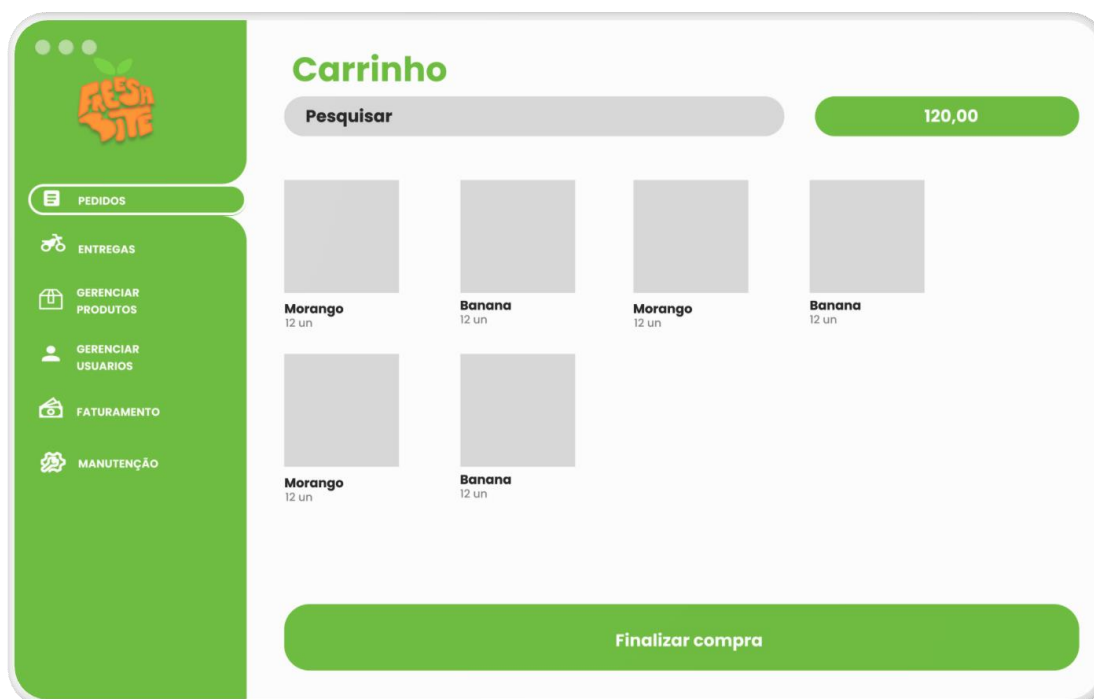 FRESH
BITE
PEDIDOS
ENTREGAS
GERENCIAR
PRODUTOS
GERENCIAR
USUARIOS
FATURAMENTO
MANUTENÇÃO
Carrinho
Pesquisar
120,00
Morango
12 un
Banana
12 un
Morango
12 un
Banana
12 un
Morango
12 un
Banana
12 un
Finalizar compra